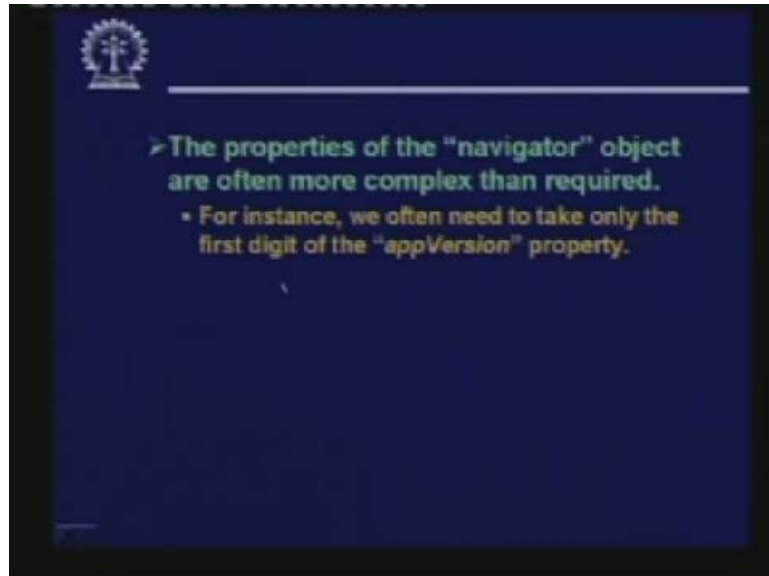 ➢The properties of the “navigator” object
are often more complex than required.
▪ For instance, we often need to take only the
first digit of the “appVersion” property.